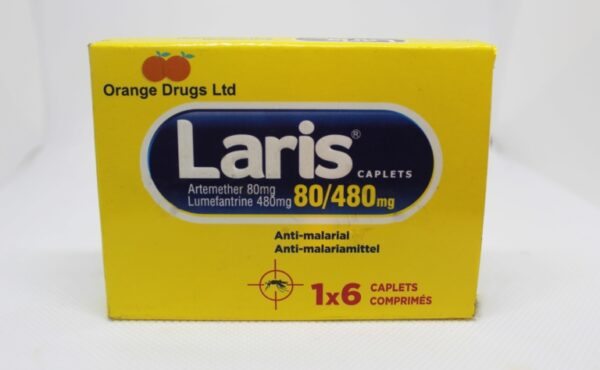 Orange Drugs Ltd
Laris®
CAPLETS
Artemether 80mg
Lumefantrine 480mg
80/480mg
Anti-malarial
Anti-malariamittel
1x6
CAPLETS
COMPRIMÉS